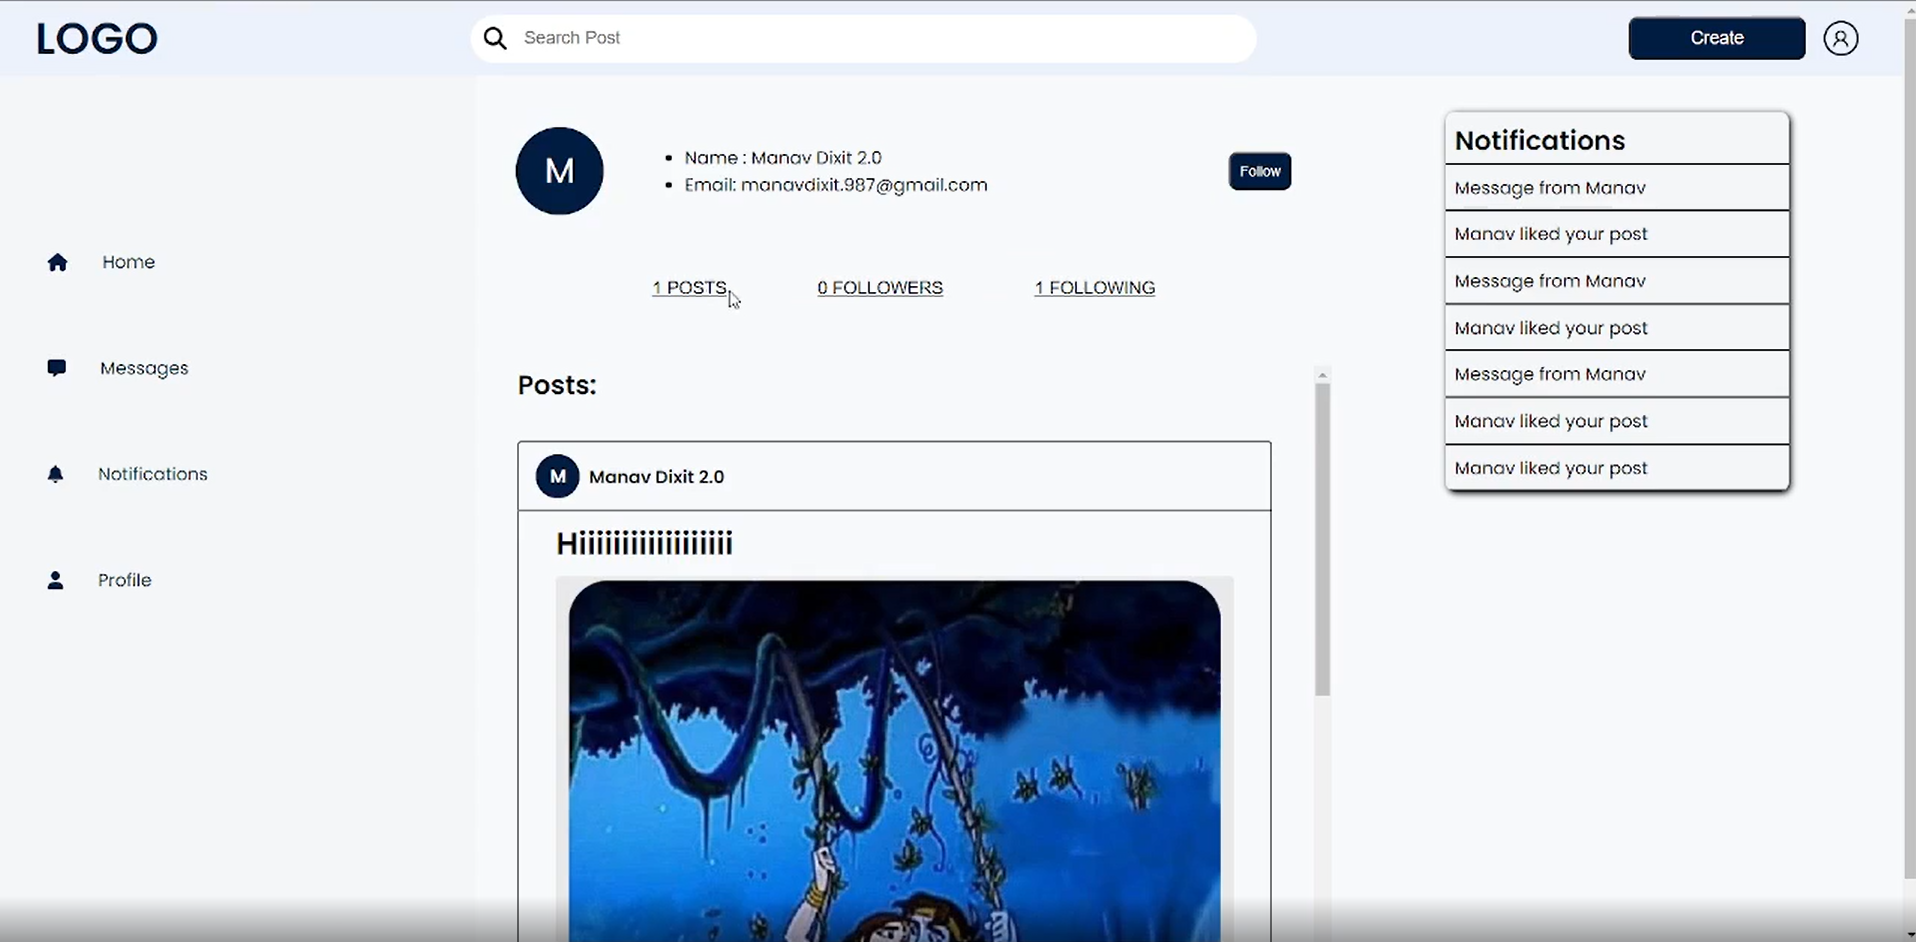 LOGO
Search Post
Create
M
Name : Manav Dixit 2.0
Email: manavdixit.987@gmail.com
Follow
1 POSTS
0 FOLLOWERS
1 FOLLOWING
Home
Messages
Notifications
Profile
Posts:
M
Manav Dixit 2.0
Hiiiiiiiiiiiiiiiiii
Notifications
Message from Manav
Manav liked your post
Message from Manav
Manav liked your post
Message from Manav
Manav liked your post
Manav liked your post